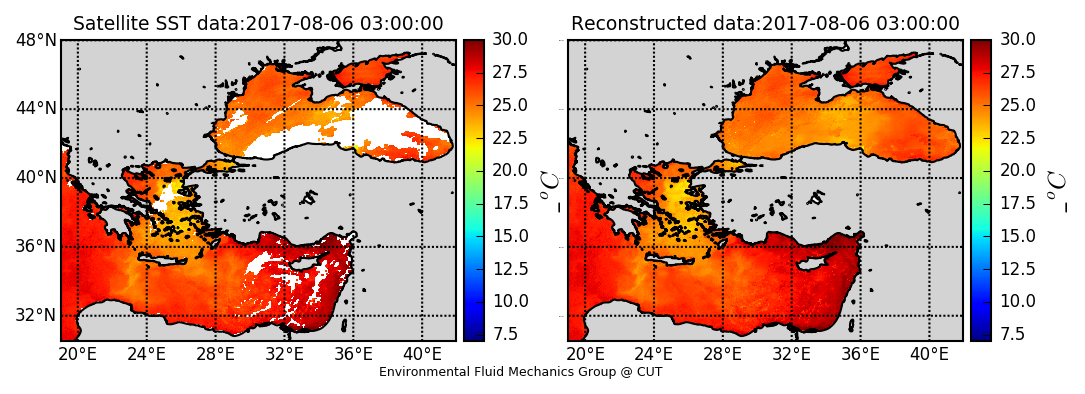 Satellite SST data:2017-08-06 03:00:00
48°N
44°N
40°N
36°N
32°N
20°E 24°E 28°E 32°E 36°E 40°E
30.0
27.5
25.0
22.5
20.0
17.5
15.0
12.5
10.0
7.5
_°C
Reconstructed data:2017-08-06 03:00:00
20°E 24°E 28°E 32°E 36°E 40°E
30.0
27.5
25.0
22.5
20.0
17.5
15.0
12.5
10.0
7.5
_°C
Environmental Fluid Mechanics Group @ CUT